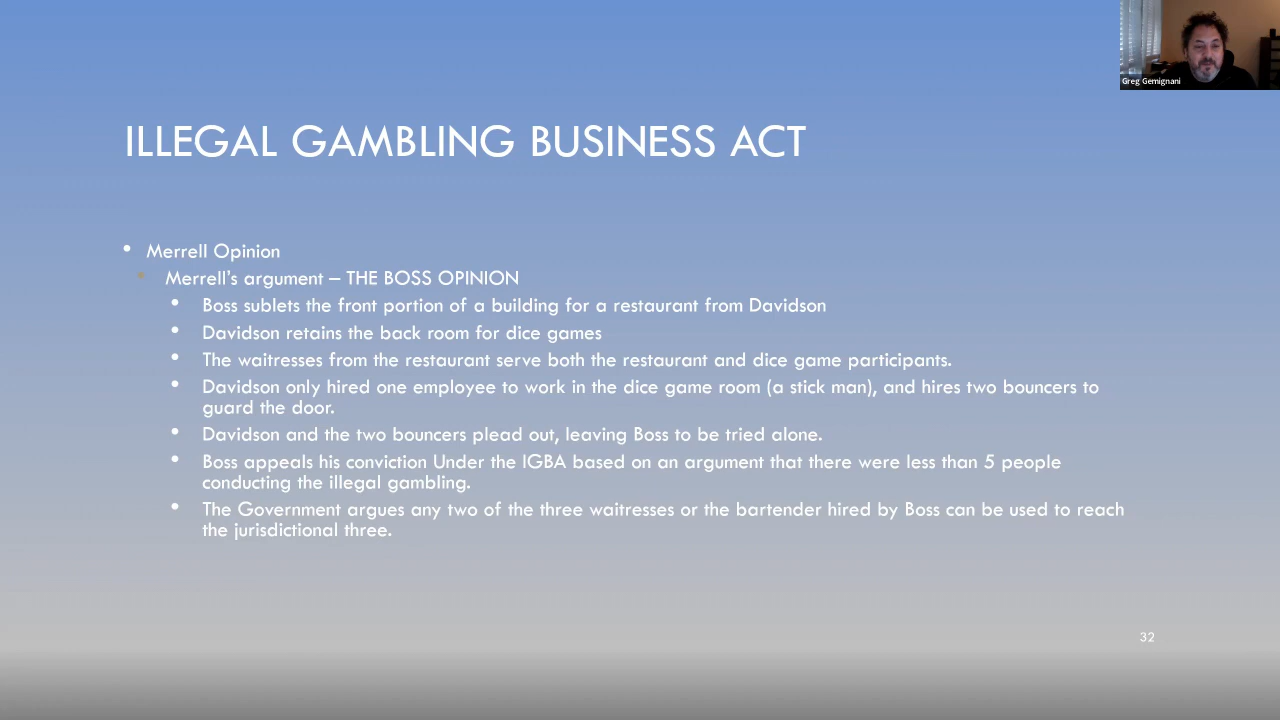 Greg Gemignani
ILLEGAL GAMBLING BUSINESS ACT
• Merrell Opinion
• Merrell's argument – THE BOSS OPINION
• Boss sublets the front portion of a building for a restaurant from Davidson
• Davidson retains the back room for dice games
• The waitresses from the restaurant serve both the restaurant and dice game participants.
• Davidson only hired one employee to work in the dice game room (a stick man), and hires two bouncers to
guard the door.
• Davidson and the two bouncers plead out, leaving Boss to be tried alone.
• Boss appeals his conviction Under the IGBA based on an argument that there were less than 5 people
conducting the illegal gambling.
• The Government argues any two of the three waitresses or the bartender hired by Boss can be used to reach
the jurisdictional three.
32